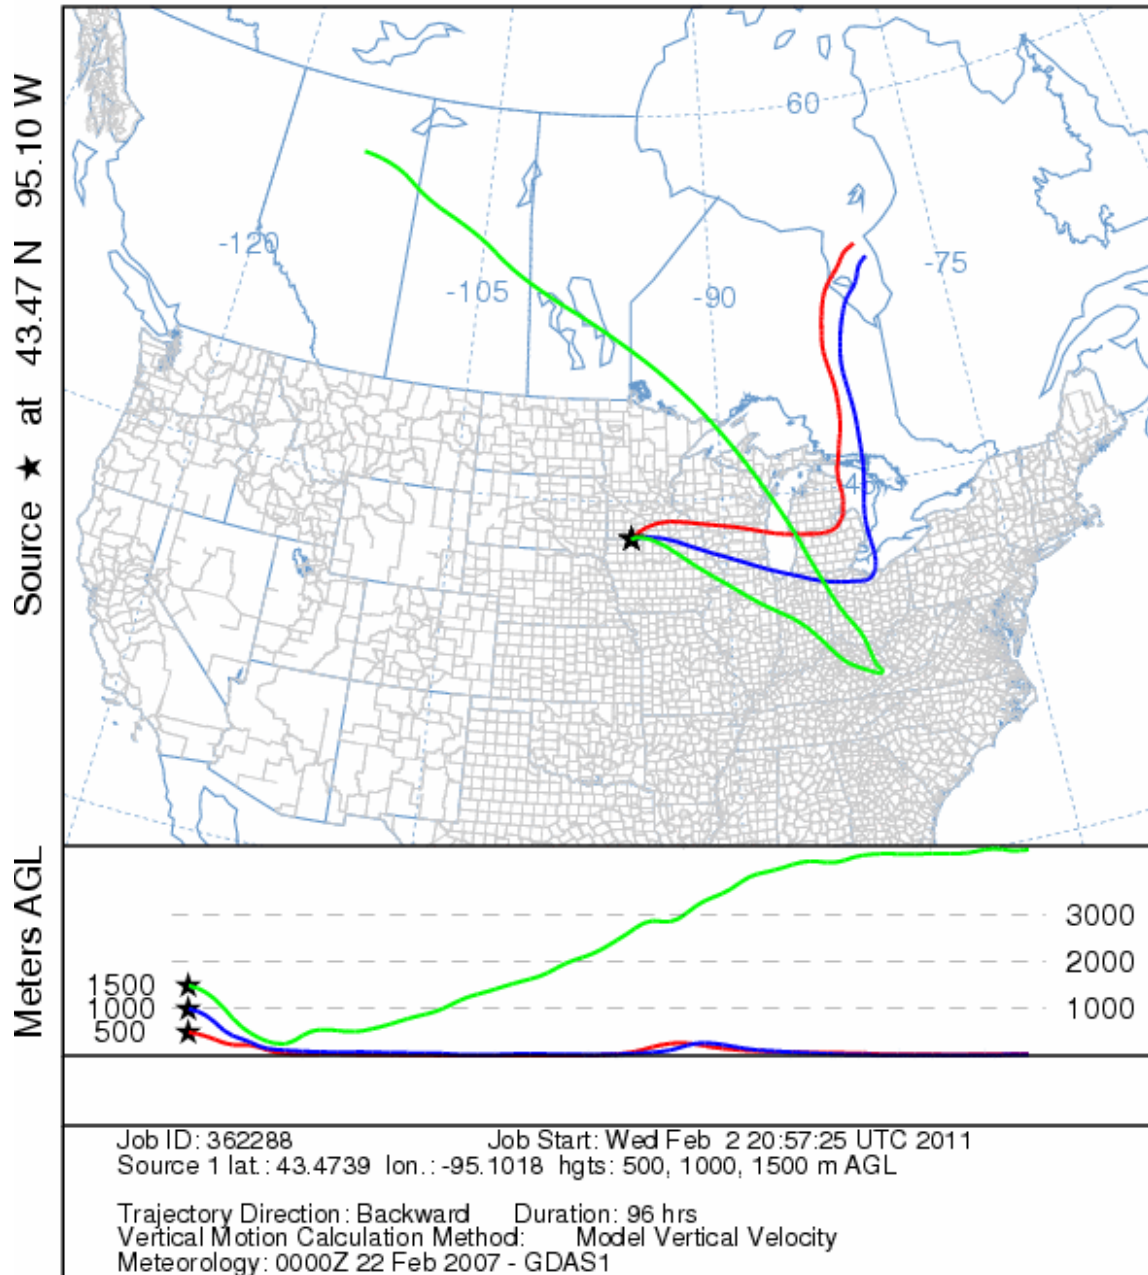 Source ★ at 43.47 N 95.10 W
60
-120
-105
-90
-75
45
Meters AGL
1500
1000
500
3000
2000
1000
Job ID: 362288 Job Start: Wed Feb 2 20:57:25 UTC 2011
Source 1 lat.: 43.4739 lon.: -95.1018 hgts: 500, 1000, 1500 m AGL
Trajectory Direction: Backward Duration: 96 hrs
Vertical Motion Calculation Method: Model Vertical Velocity
Meteorology: 0000Z 22 Feb 2007 - GDAS1